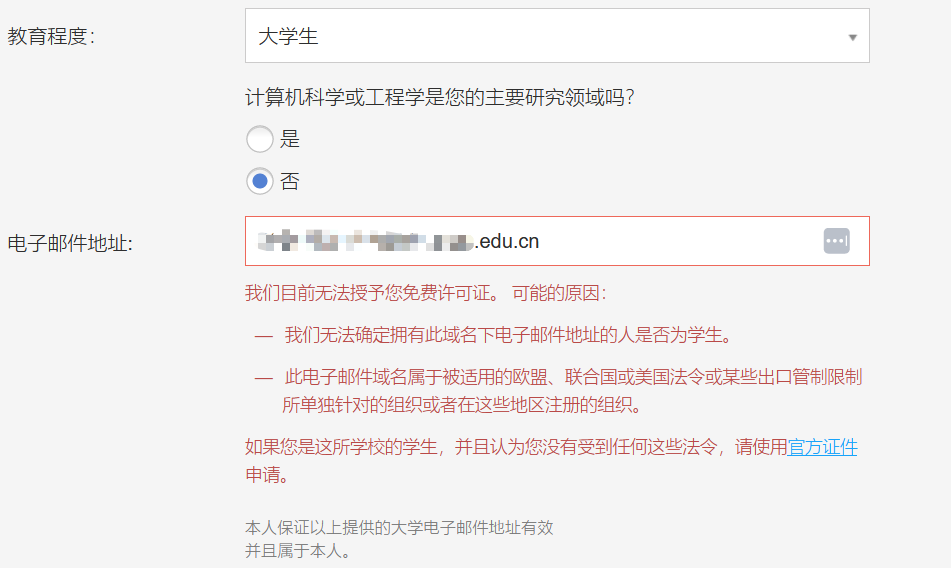 教育程度:
大学生
计算机科学或工程学是您的主要研究领域吗?
是
否
电子邮件地址:
.edu.cn
我们目前无法授予您免费许可证。 可能的原因:
— 我们无法确定拥有此域名下电子邮件地址的人是否为学生。
— 此电子邮件域名属于被适用的欧盟、联合国或美国法令或某些出口管制限制
所单独针对的组织或者在这些地区注册的组织。
如果您是这所学校的学生，并且认为您没有受到任何这些法令，请使用官方证件
申请。
本人保证以上提供的大学电子邮件地址有效
并且属于本人。